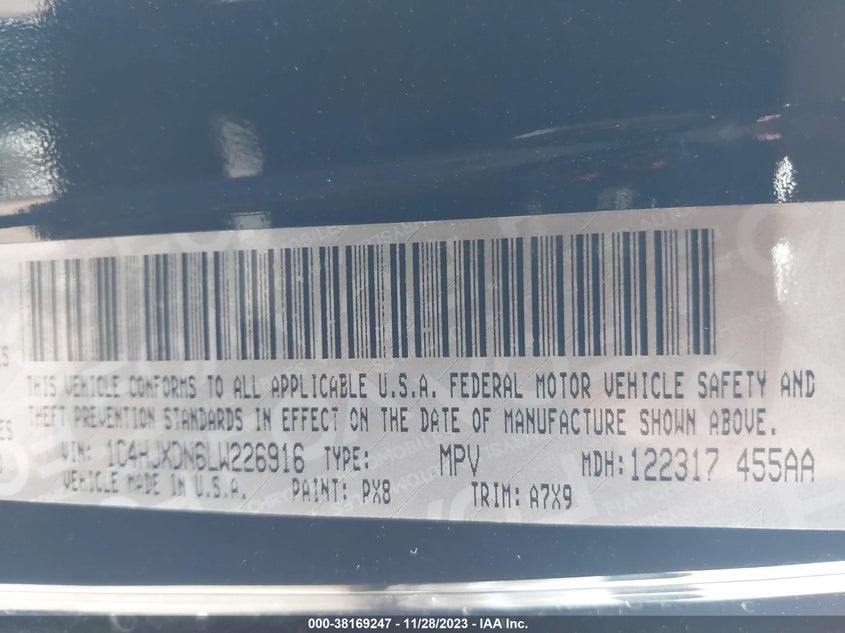 ES
THIS VEHICLE CONFORMS TO ALL APPLICABLE U.S.A. FEDERAL MOTOR VEHICLE SAFETY AND
THEFT PREVENTION STANDARDS IN EFFECT ON THE DATE OF MANUFACTURE SHOWN ABOVE.
VIN: 1C4HJXDN6LW226916 TYPE: MPV MDH: 122317 455AA
VEHICLE MADE IN U.S.A. PAINT: PX8 TRIM: A7X9
000-38169247 - 11/28/2023 - IAA Inc.